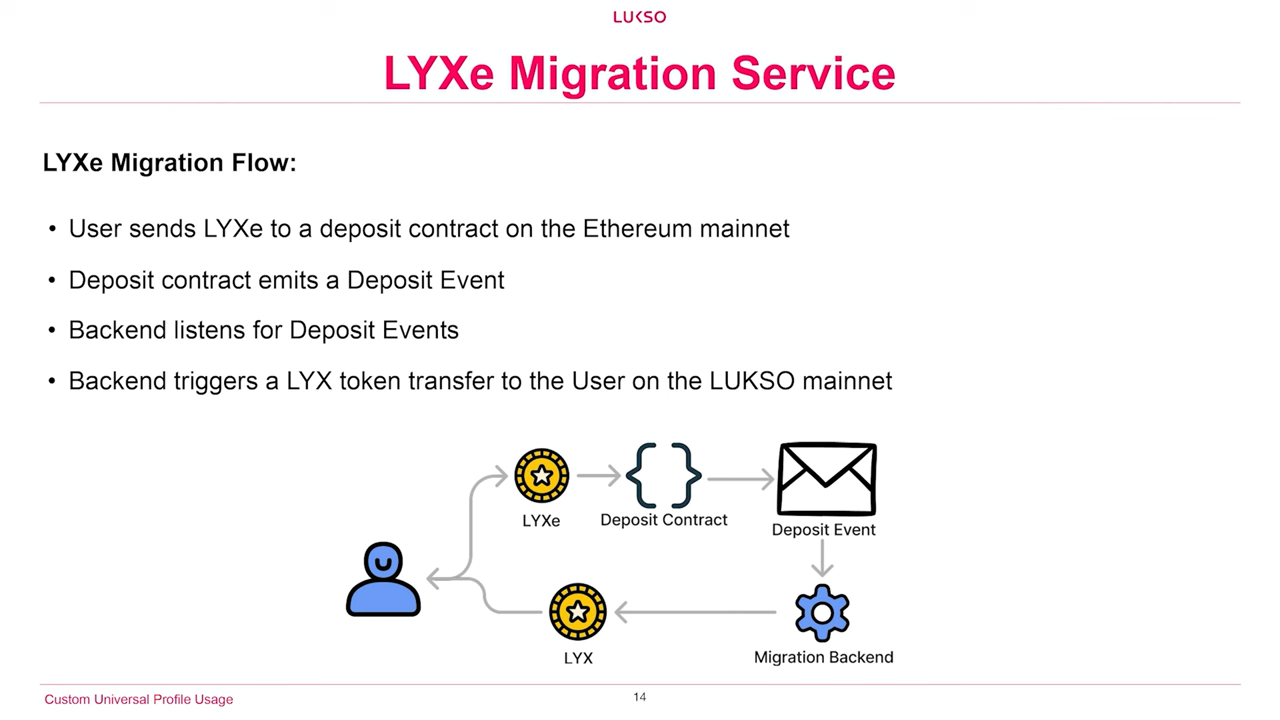 LUKSO
LYXe Migration Service
LYXe Migration Flow:
• User sends LYXe to a deposit contract on the Ethereum mainnet
• Deposit contract emits a Deposit Event
• Backend listens for Deposit Events
• Backend triggers a LYX token transfer to the User on the LUKSO mainnet
LYXe
Deposit Contract
Deposit Event
LYX
Migration Backend
Custom Universal Profile Usage
14